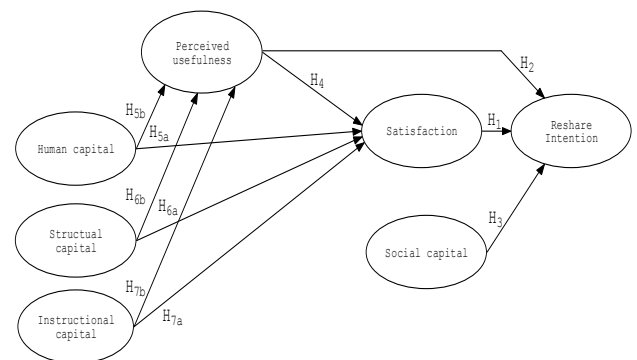 Perceived
usefulness
H4
H2
H5b
H5a
Human capital
Satisfaction
H1
Reshare
Intention
H6b
H6a
Structual
capital
H3
Social capital
H7b
H7a
Instructional
capital